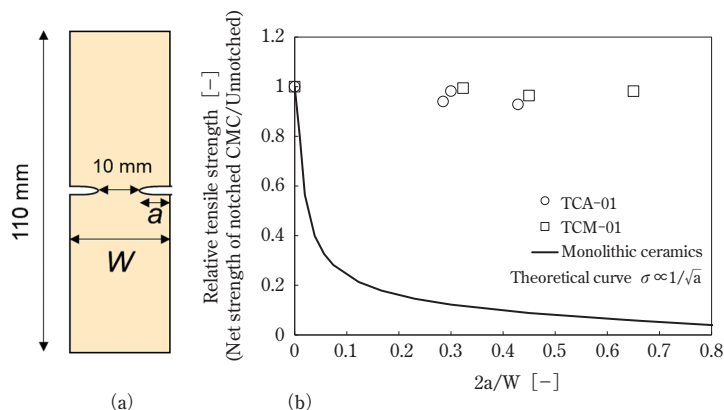 110 mm
10 mm
a
W
(a)
Relative tensile strength [-]
(Net strength of notched CMC/Unnotched)
1.2
1
0.8
0.6
0.4
0.2
0
TCA-01
TCM-01
Monolithic ceramics
Theoretical curve σ∝1/√a
0 0.1 0.2 0.3 0.4 0.5 0.6 0.7 0.8
2a/W [-]
(b)